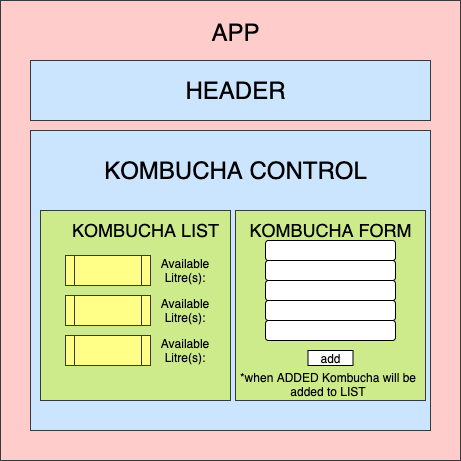 APP
HEADER
KOMBUCHA CONTROL
KOMBUCHA LIST
Available
Litre(s):
Available
Litre(s):
Available
Litre(s):
KOMBUCHA FORM
add
*when ADDED Kombucha will be
added to LIST